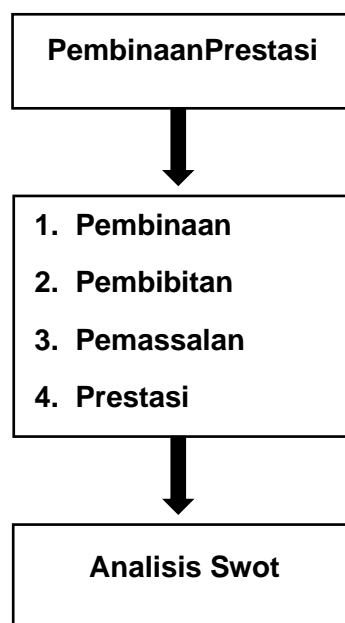 PembinaanPrestasi
1. Pembinaan
2. Pembibitan
3. Pemassalan
4. Prestasi
Analisis Swot